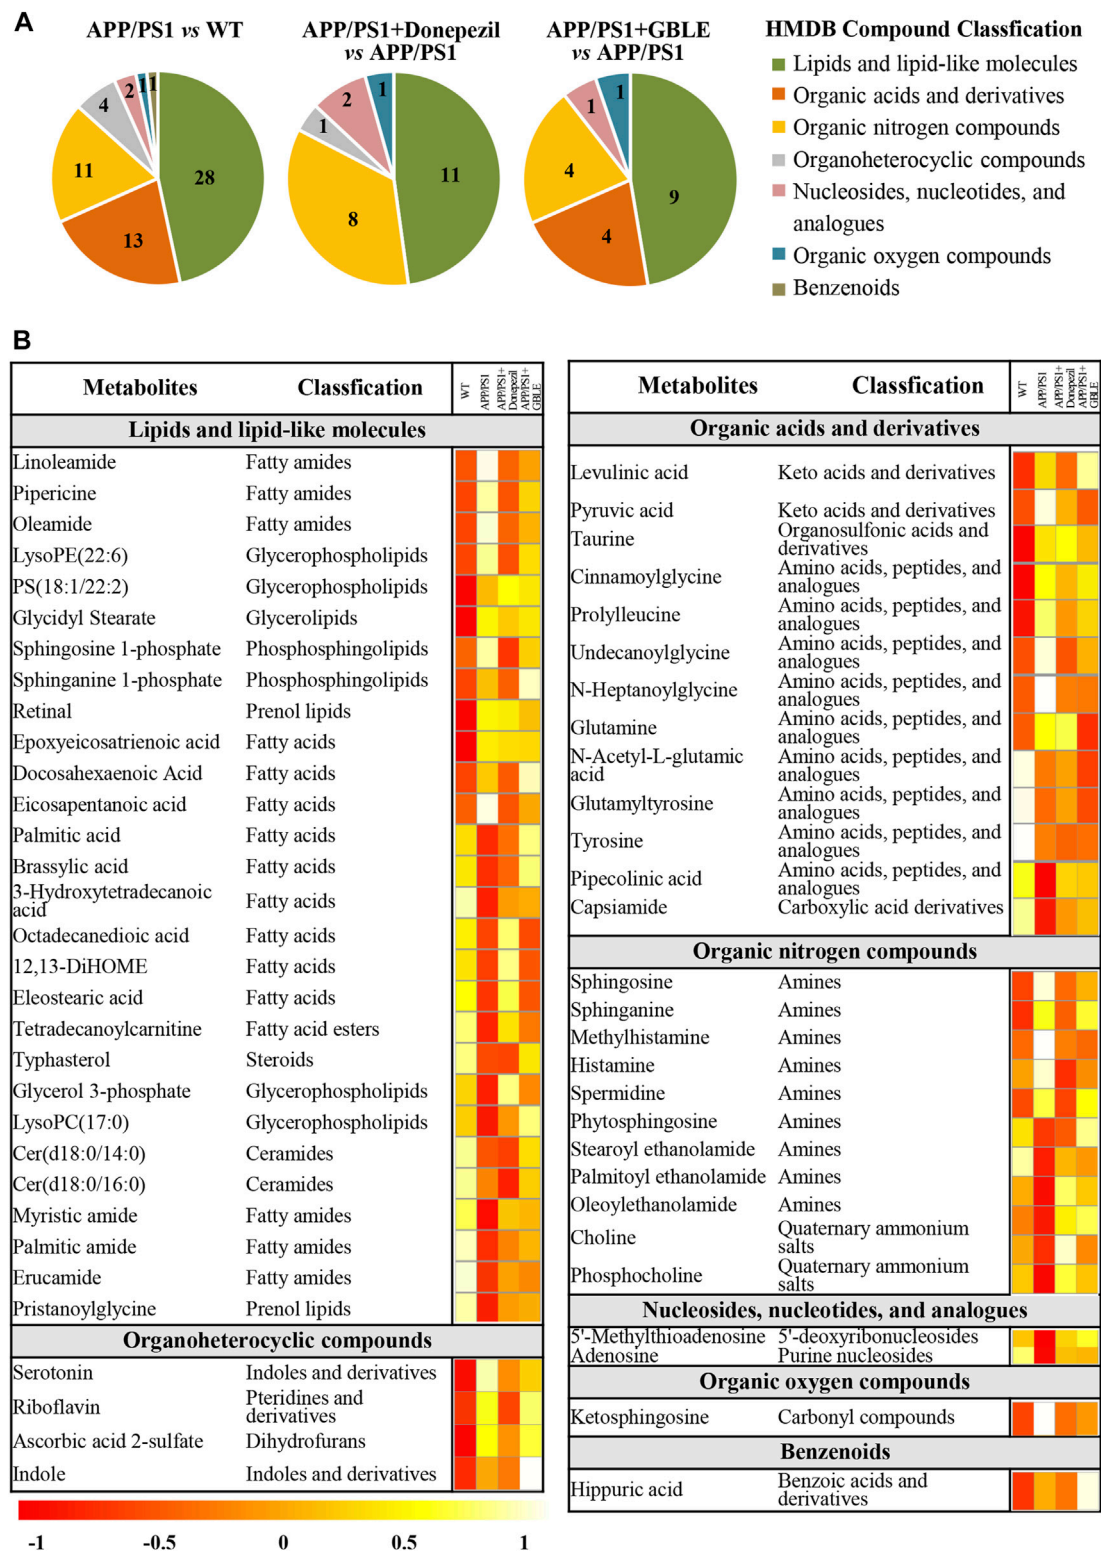 A
APP/PS1 vs WT
28
13
11
4
2
1
1
APP/PS1+Donepezil
vs APP/PS1
11
8
1
2
1
APP/PS1+GBLE
vs APP/PS1
9
4
4
1
1
HMDB Compound Classfication
Lipids and lipid-like molecules
Organic acids and derivatives
Organic nitrogen compounds
Organoheterocyclic compounds
Nucleosides, nucleotides, and
analogues
Organic oxygen compounds
Benzenoids
B
Metabolites Classfication WT APP/PS1 APP/PS1+ Donepezil APP/PS1+ GBLE
Lipids and lipid-like molecules
Linoleamide Fatty amides
Pipericine Fatty amides
Oleamide Fatty amides
LysoPE(22:6) Glycerophospholipids
PS(18:1/22:2) Glycerophospholipids
Glycidyl Stearate Glycerolipids
Sphingosine 1-phosphate Phosphosphingolipids
Sphinganine 1-phosphate Phosphosphingolipids
Retinal Prenol lipids
Epoxyeicosatrienoic acid Fatty acids
Docosahexaenoic Acid Fatty acids
Eicosapentanoic acid Fatty acids
Palmitic acid Fatty acids
Brassylic acid Fatty acids
3-Hydroxytetradecanoic
acid Fatty acids
Octadecanedioic acid Fatty acids
12,13-DiHOME Fatty acids
Eleostearic acid Fatty acids
Tetradecanoylcarnitine Fatty acid esters
Typhasterol Steroids
Glycerol 3-phosphate Glycerophospholipids
LysoPC(17:0) Glycerophospholipids
Cer(d18:0/14:0) Ceramides
Cer(d18:0/16:0) Ceramides
Myristic amide Fatty amides
Palmitic amide Fatty amides
Erucamide Fatty amides
Pristanoylglycine Prenol lipids
Organoheterocyclic compounds
Serotonin Indoles and derivatives
Riboflavin Pteridines and
derivatives
Ascorbic acid 2-sulfate Dihydrofurans
Indole Indoles and derivatives
-1 -0.5 0 0.5 1
Metabolites Classfication WT APP/PS1 APP/PS1+ Donepezil APP/PS1+ GBLE
Organic acids and derivatives
Levulinic acid Keto acids and derivatives
Pyruvic acid Keto acids and derivatives
Taurine Organosulfonic acids and
derivatives
Cinnamoylglycine Amino acids, peptides, and
analogues
Prolylleucine Amino acids, peptides, and
analogues
Undecanoylglycine Amino acids, peptides, and
analogues
N-Heptanoylglycine Amino acids, peptides, and
analogues
Glutamine Amino acids, peptides, and
analogues
N-Acetyl-L-glutamic Amino acids, peptides, and
acid analogues
Glutamyltyrosine Amino acids, peptides, and
analogues
Tyrosine Amino acids, peptides, and
analogues
Pipecolinic acid Amino acids, peptides, and
analogues
Capsiamide Carboxylic acid derivatives
Organic nitrogen compounds
Sphingosine Amines
Sphinganine Amines
Methylhistamine Amines
Histamine Amines
Spermidine Amines
Phytosphingosine Amines
Stearoyl ethanolamide Amines
Palmitoyl ethanolamide Amines
Oleoylethanolamide Amines
Choline Quaternary ammonium
salts
Phosphocholine Quaternary ammonium
salts
Nucleosides, nucleotides, and analogues
5'-Methylthioadenosine 5'-deoxyribonucleosides
Adenosine Purine nucleosides
Organic oxygen compounds
Ketosphingosine Carbonyl compounds
Benzenoids
Hippuric acid Benzoic acids and
derivatives